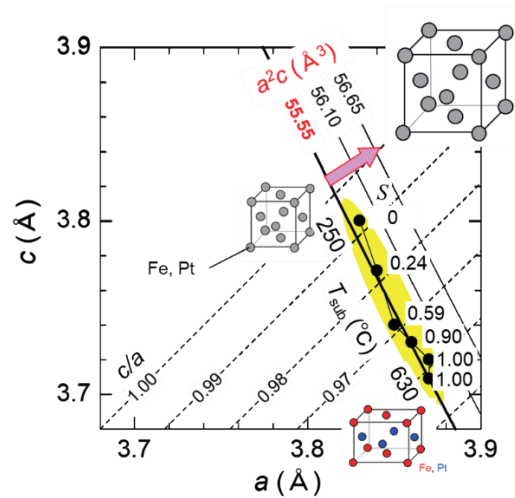 3.9
3.8
3.7
c (Å)
a²c (Å³)
55.55
56.10
56.65
S
0
0.24
0.59
0.90
1.00
1.00
250
T_sub. (°C)
630
Fe, Pt
c/a
1.00
0.99
0.98
0.97
3.7
3.8
3.9
a (Å)
Fe, Pt